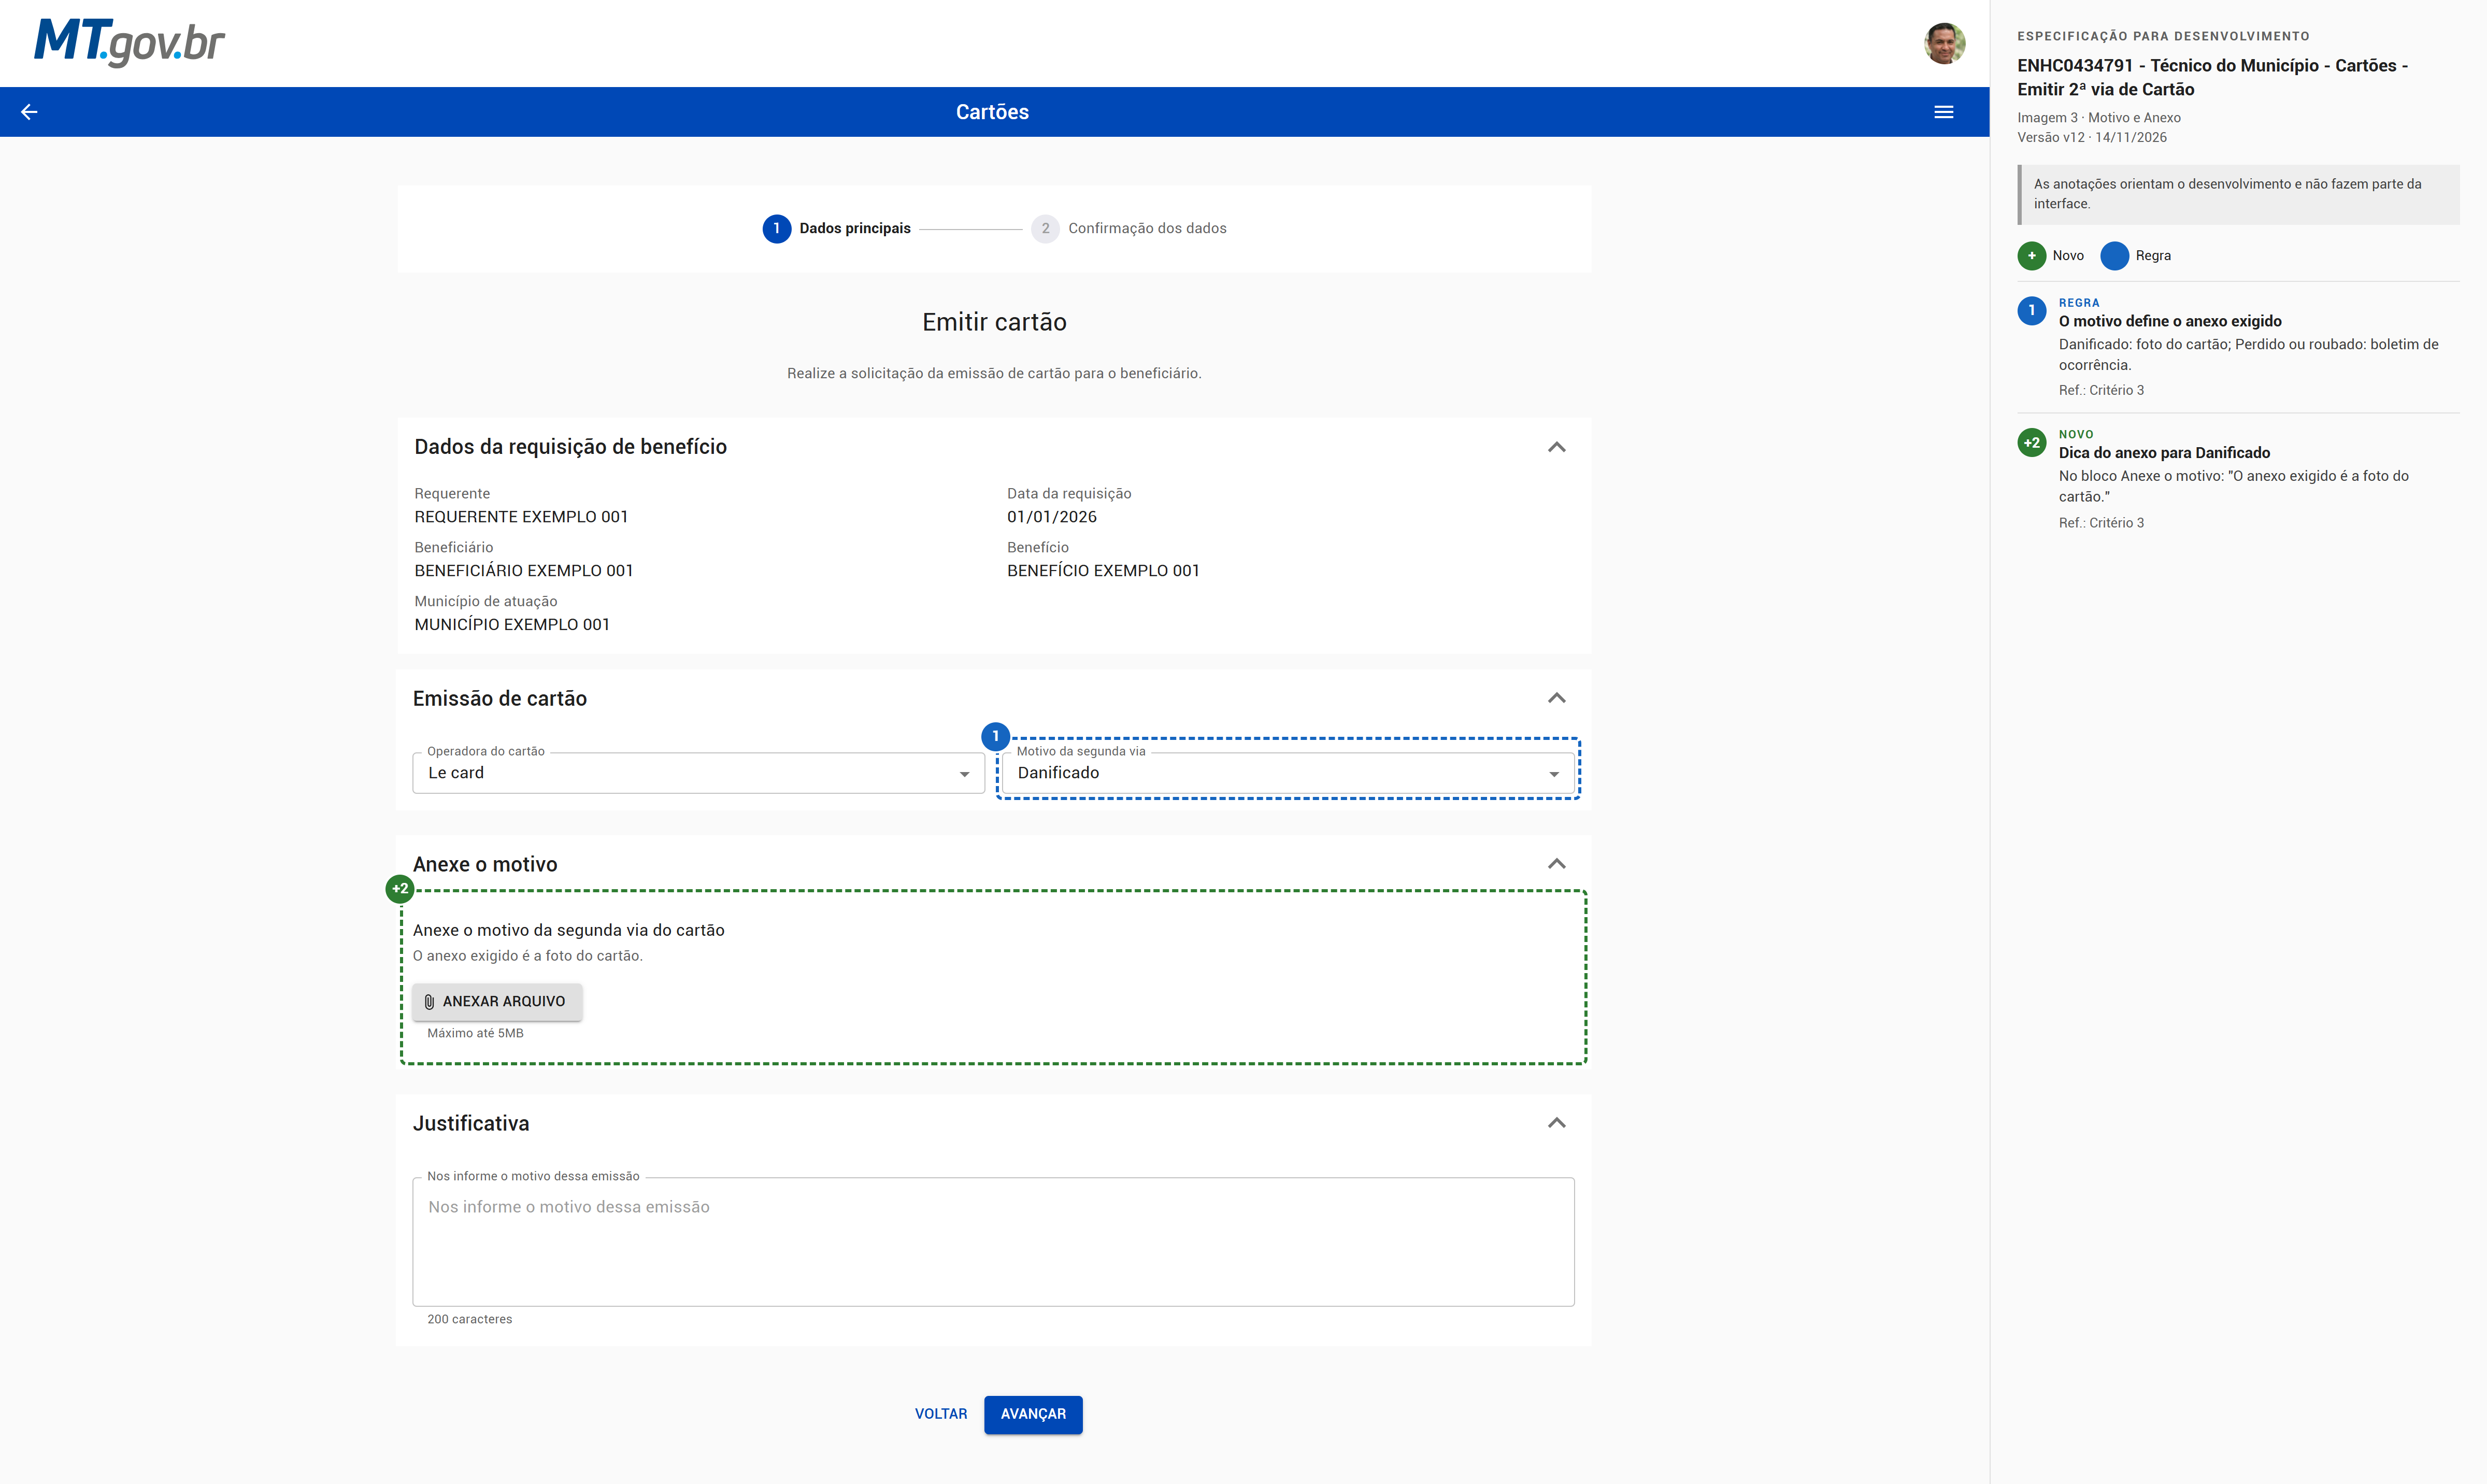 MT.gov.br
Cartões
1 Dados principais
2 Confirmação dos dados
Emitir cartão
Realize a solicitação da emissão de cartão para o beneficiário.
Dados da requisição de benefício
Requerente
REQUERENTE EXEMPLO 001
Data da requisição
01/01/2026
Beneficiário
BENEFICIÁRIO EXEMPLO 001
Benefício
BENEFÍCIO EXEMPLO 001
Município de atuação
MUNICÍPIO EXEMPLO 001
Emissão de cartão
Operadora do cartão
Le card
1
Motivo da segunda via
Danificado
Anexe o motivo
+2
Anexe o motivo da segunda via do cartão
O anexo exigido é a foto do cartão.
ANEXAR ARQUIVO
Máximo até 5MB
Justificativa
Nos informe o motivo dessa emissão
Nos informe o motivo dessa emissão
200 caracteres
VOLTAR
AVANÇAR
ESPECIFICAÇÃO PARA DESENVOLVIMENTO
ENHC0434791 - Técnico do Município - Cartões -
Emitir 2ª via de Cartão
Imagem 3 · Motivo e Anexo
Versão v12 · 14/11/2026
As anotações orientam o desenvolvimento e não fazem parte da
interface.
+ Novo
Regra
1
REGRA
O motivo define o anexo exigido
Danificado: foto do cartão; Perdido ou roubado: boletim de
ocorrência.
Ref.: Critério 3
+2
NOVO
Dica do anexo para Danificado
No bloco Anexe o motivo: "O anexo exigido é a foto do
cartão."
Ref.: Critério 3